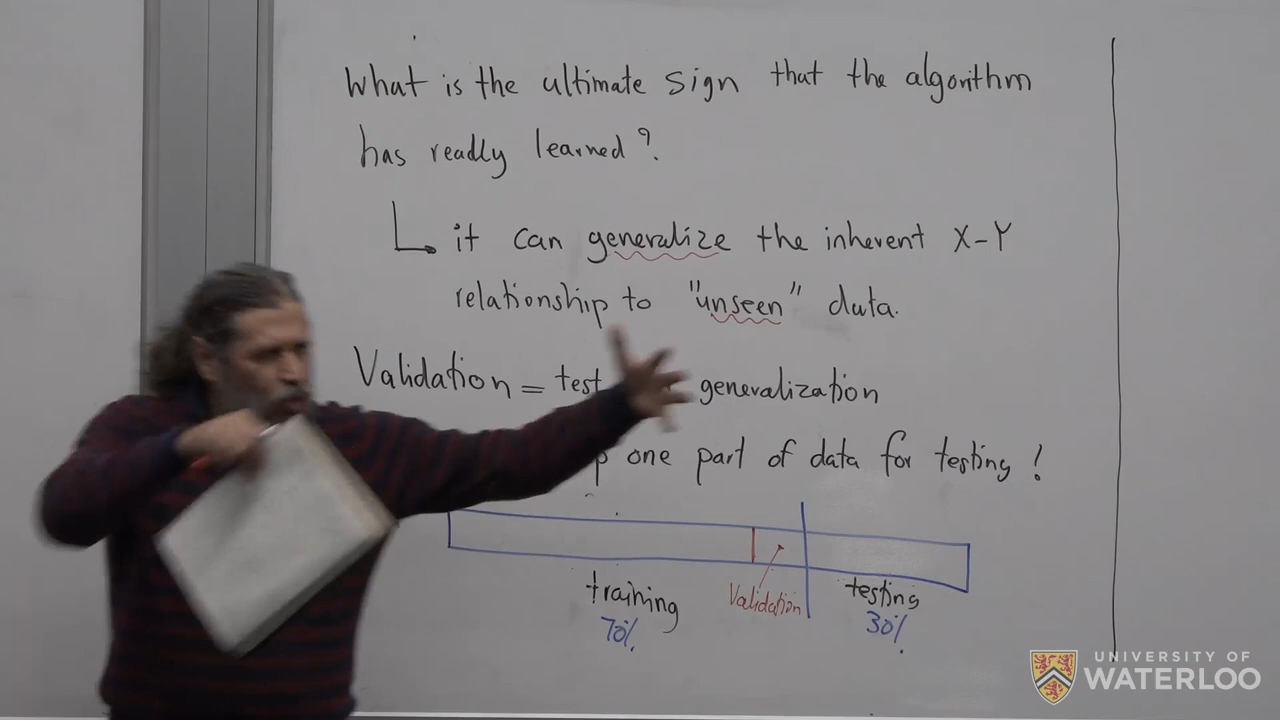 What is the ultimate sign that the algorithm
has really learned?
it can generalize the inherent X-Y
relationship to "unseen" data.
Validation = test generalization
one part of data for testing!
training
Validation
testing
70%
30%
UNIVERSITY OF
WATERLOO